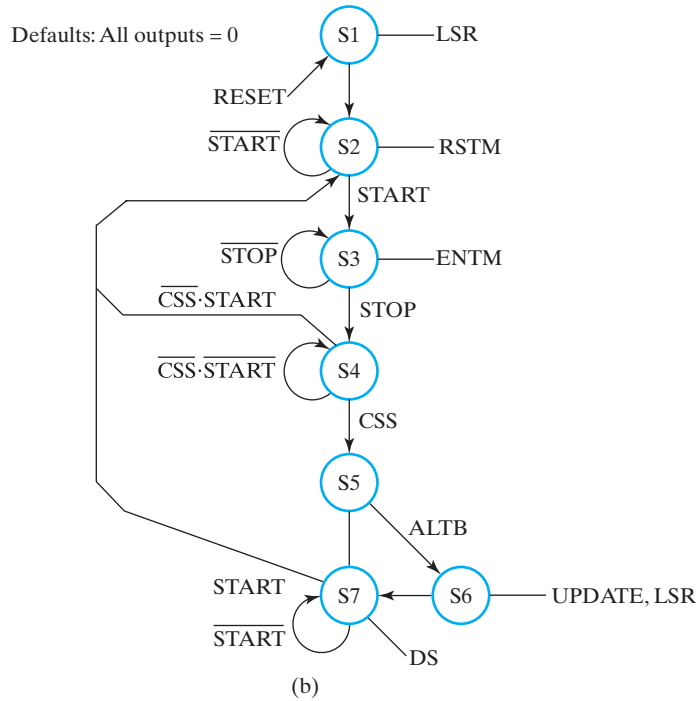 Defaults: All outputs = 0
S1
LSR
RESET
S̅T̅A̅R̅T̅
S2
RSTM
START
S̅T̅O̅P̅
S3
ENTM
C̅S̅S̅·START
STOP
C̅S̅S̅·S̅T̅A̅R̅T̅
S4
CSS
S5
ALTB
START
S7
S6
UPDATE, LSR
S̅T̅A̅R̅T̅
DS
(b)